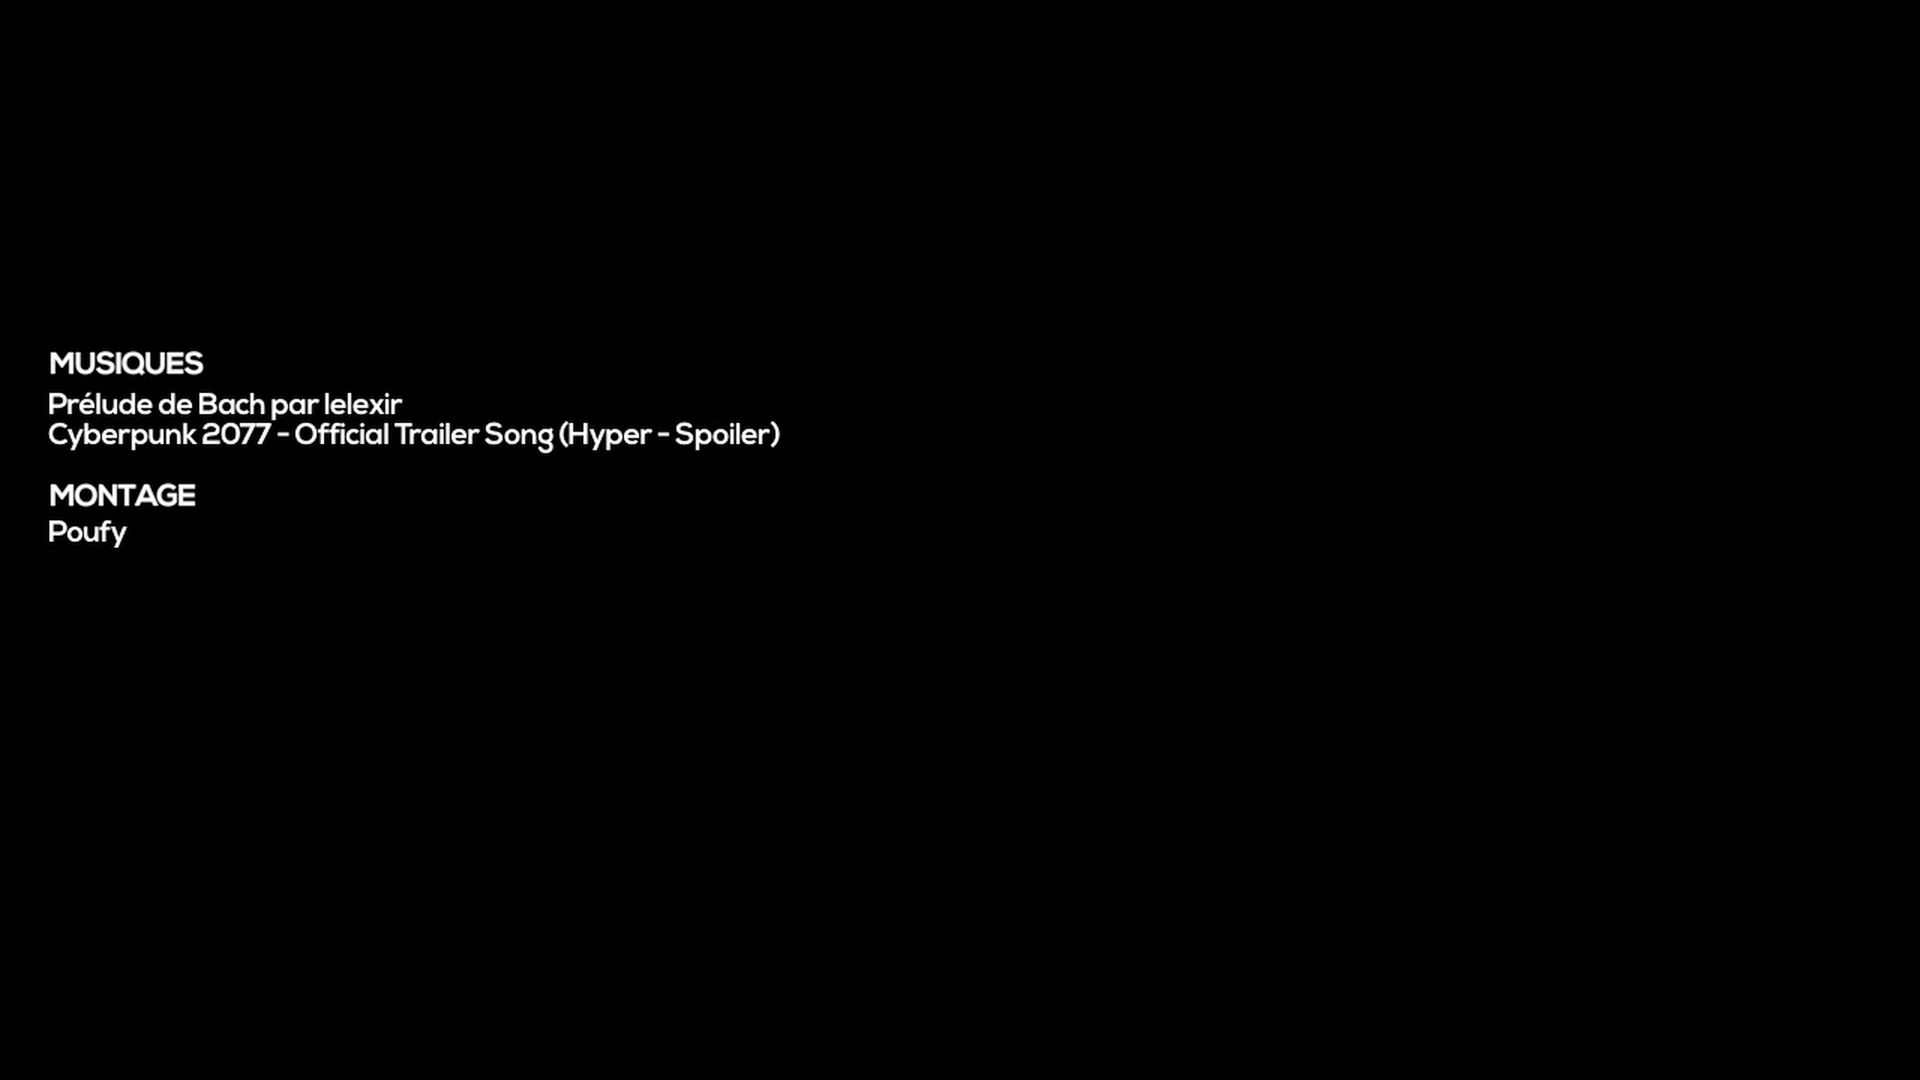 MUSIQUES
Prélude de Bach par lelexir
Cyberpunk 2077 - Official Trailer Song (Hyper - Spoiler)
MONTAGE
Poufy